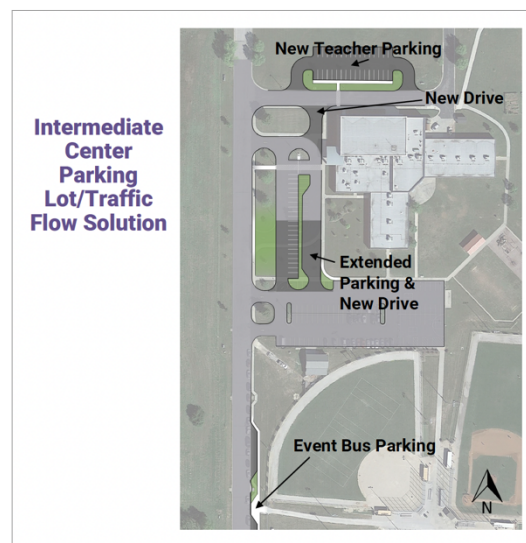 New Teacher Parking
New Drive
Intermediate
Center
Parking
Lot/Traffic
Flow Solution
Extended
Parking &
New Drive
Event Bus Parking
N